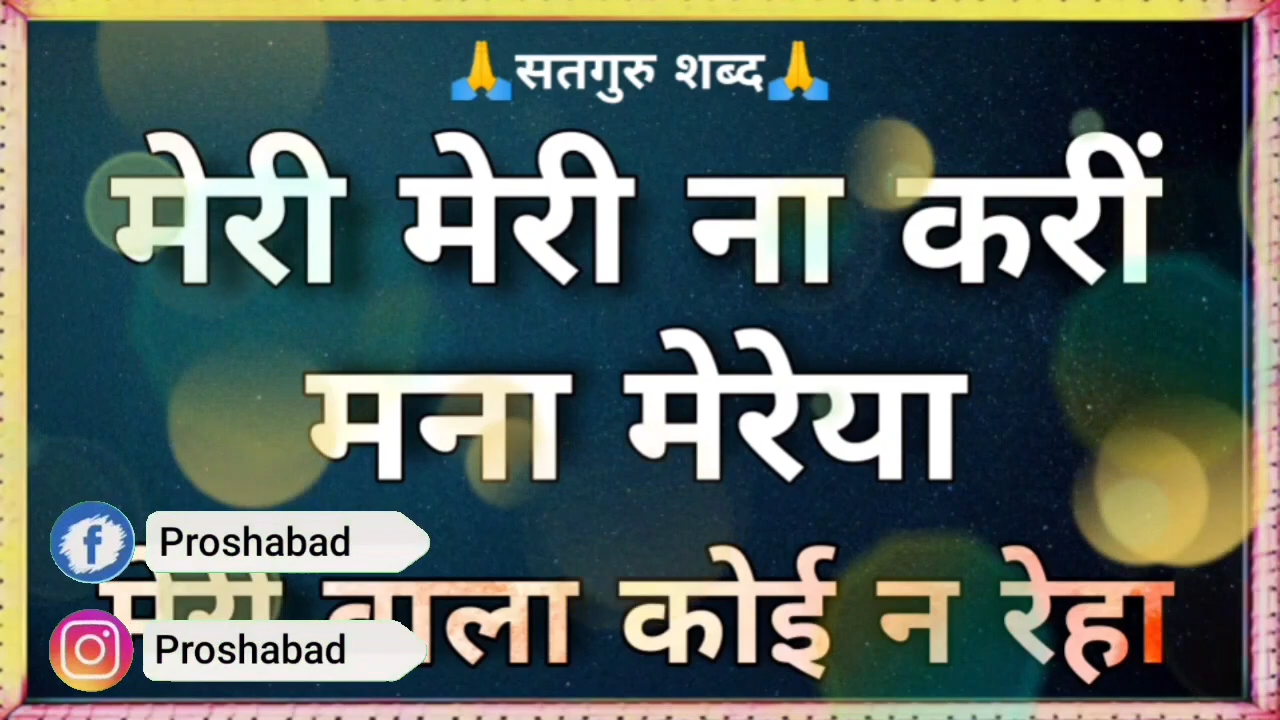 🙏सतगुरु शब्द🙏
मेरी मेरी ना करीं
मना मेरेया
Proshabad
वाला कोई न रेहा
Proshabad